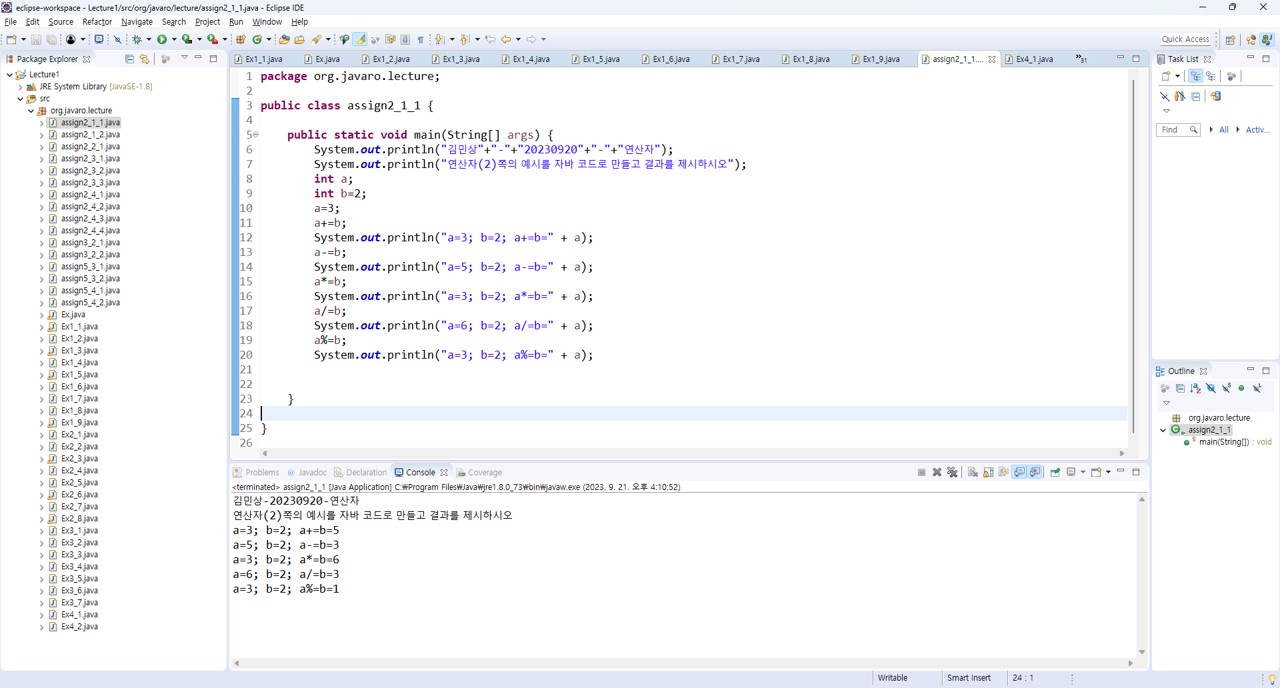 eclipse-workspace - Lecture1/src/org/javaro/lecture/assign2_1_1.java - Eclipse IDE
File Edit Source Refactor Navigate Search Project Run Window Help
Quick Access
Package Explorer
Lecture1
JRE System Library [JavaSE-1.8]
src
org.javaro.lecture
assign2_1_1.java
assign2_1_2.java
assign2_2_1.java
assign2_3_1.java
assign2_3_2.java
assign2_3_3.java
assign2_4_1.java
assign2_4_2.java
assign2_4_3.java
assign2_4_4.java
assign3_2_1.java
assign3_2_2.java
assign5_3_1.java
assign5_3_2.java
assign5_4_1.java
assign5_4_2.java
Ex.java
Ex1_1.java
Ex1_2.java
Ex1_3.java
Ex1_4.java
Ex1_5.java
Ex1_6.java
Ex1_7.java
Ex1_8.java
Ex1_9.java
Ex2_1.java
Ex2_2.java
Ex2_3.java
Ex2_4.java
Ex2_5.java
Ex2_6.java
Ex2_7.java
Ex2_8.java
Ex3_1.java
Ex3_2.java
Ex3_3.java
Ex3_4.java
Ex3_5.java
Ex3_6.java
Ex3_7.java
Ex4_1.java
Ex4_2.java
Ex1_1.java Ex.java Ex1_2.java Ex1_3.java Ex1_4.java Ex1_5.java Ex1_6.java Ex1_7.java Ex1_8.java Ex1_9.java assign2_1_1.... Ex4_1.java »31
1 package org.javaro.lecture;
2
3 public class assign2_1_1 {
4
5 public static void main(String[] args) {
6 System.out.println("김민상"+"-"+"20230920"+"-"+"연산자");
7 System.out.println("연산자(2)쪽의 예시를 자바 코드로 만들고 결과를 제시하시오");
8 int a;
9 int b=2;
10 a=3;
11 a+=b;
12 System.out.println("a=3; b=2; a+=b=" + a);
13 a-=b;
14 System.out.println("a=5; b=2; a-=b=" + a);
15 a*=b;
16 System.out.println("a=3; b=2; a*=b=" + a);
17 a/=b;
18 System.out.println("a=6; b=2; a/=b=" + a);
19 a%=b;
20 System.out.println("a=3; b=2; a%=b=" + a);
21
22
23 }
24
25 }
26
Problems Javadoc Declaration Console Coverage
<terminated> assign2_1_1 [Java Application] C:₩Program Files₩Java₩jre1.8.0_73₩bin₩javaw.exe (2023. 9. 21. 오후 4:10:52)
김민상-20230920-연산자
연산자(2)쪽의 예시를 자바 코드로 만들고 결과를 제시하시오
a=3; b=2; a+=b=5
a=5; b=2; a-=b=3
a=3; b=2; a*=b=6
a=6; b=2; a/=b=3
a=3; b=2; a%=b=1
Task List
Find All Activ...
Outline
org.javaro.lecture
assign2_1_1
main(String[]) : void
Writable Smart Insert 24 : 1